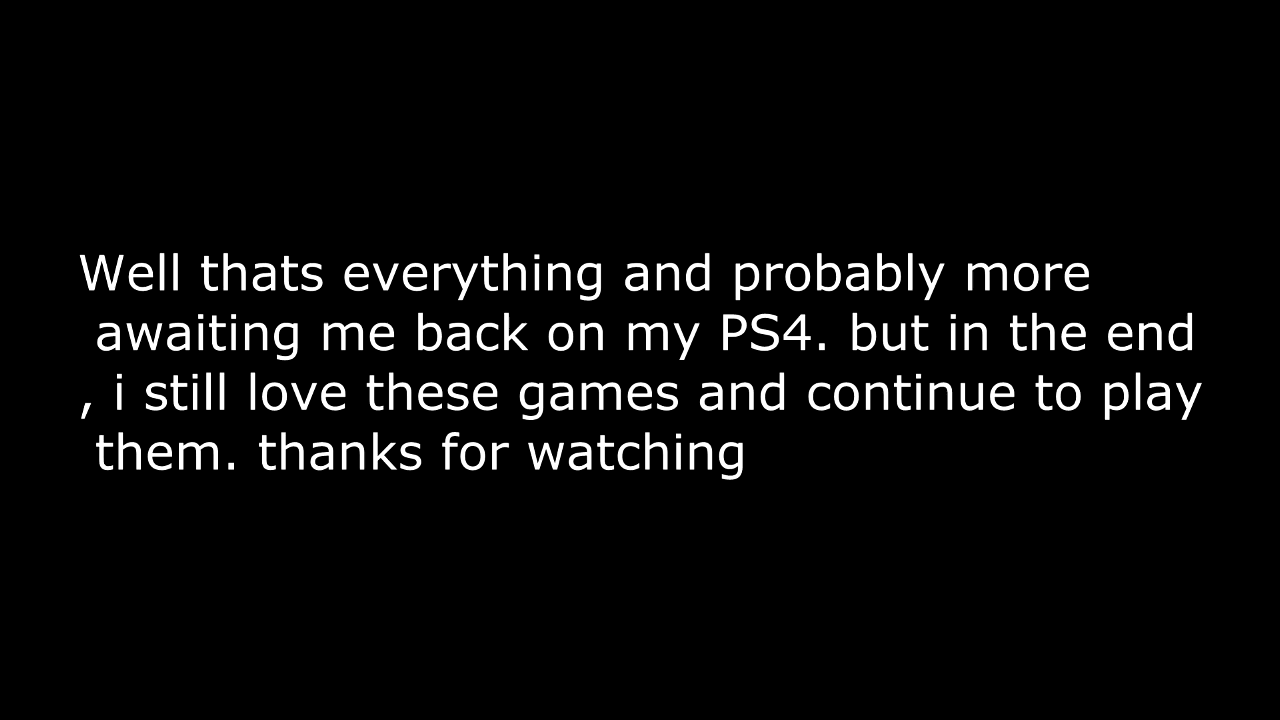 Well thats everything and probably more
awaiting me back on my PS4. but in the end
, i still love these games and continue to play
them. thanks for watching